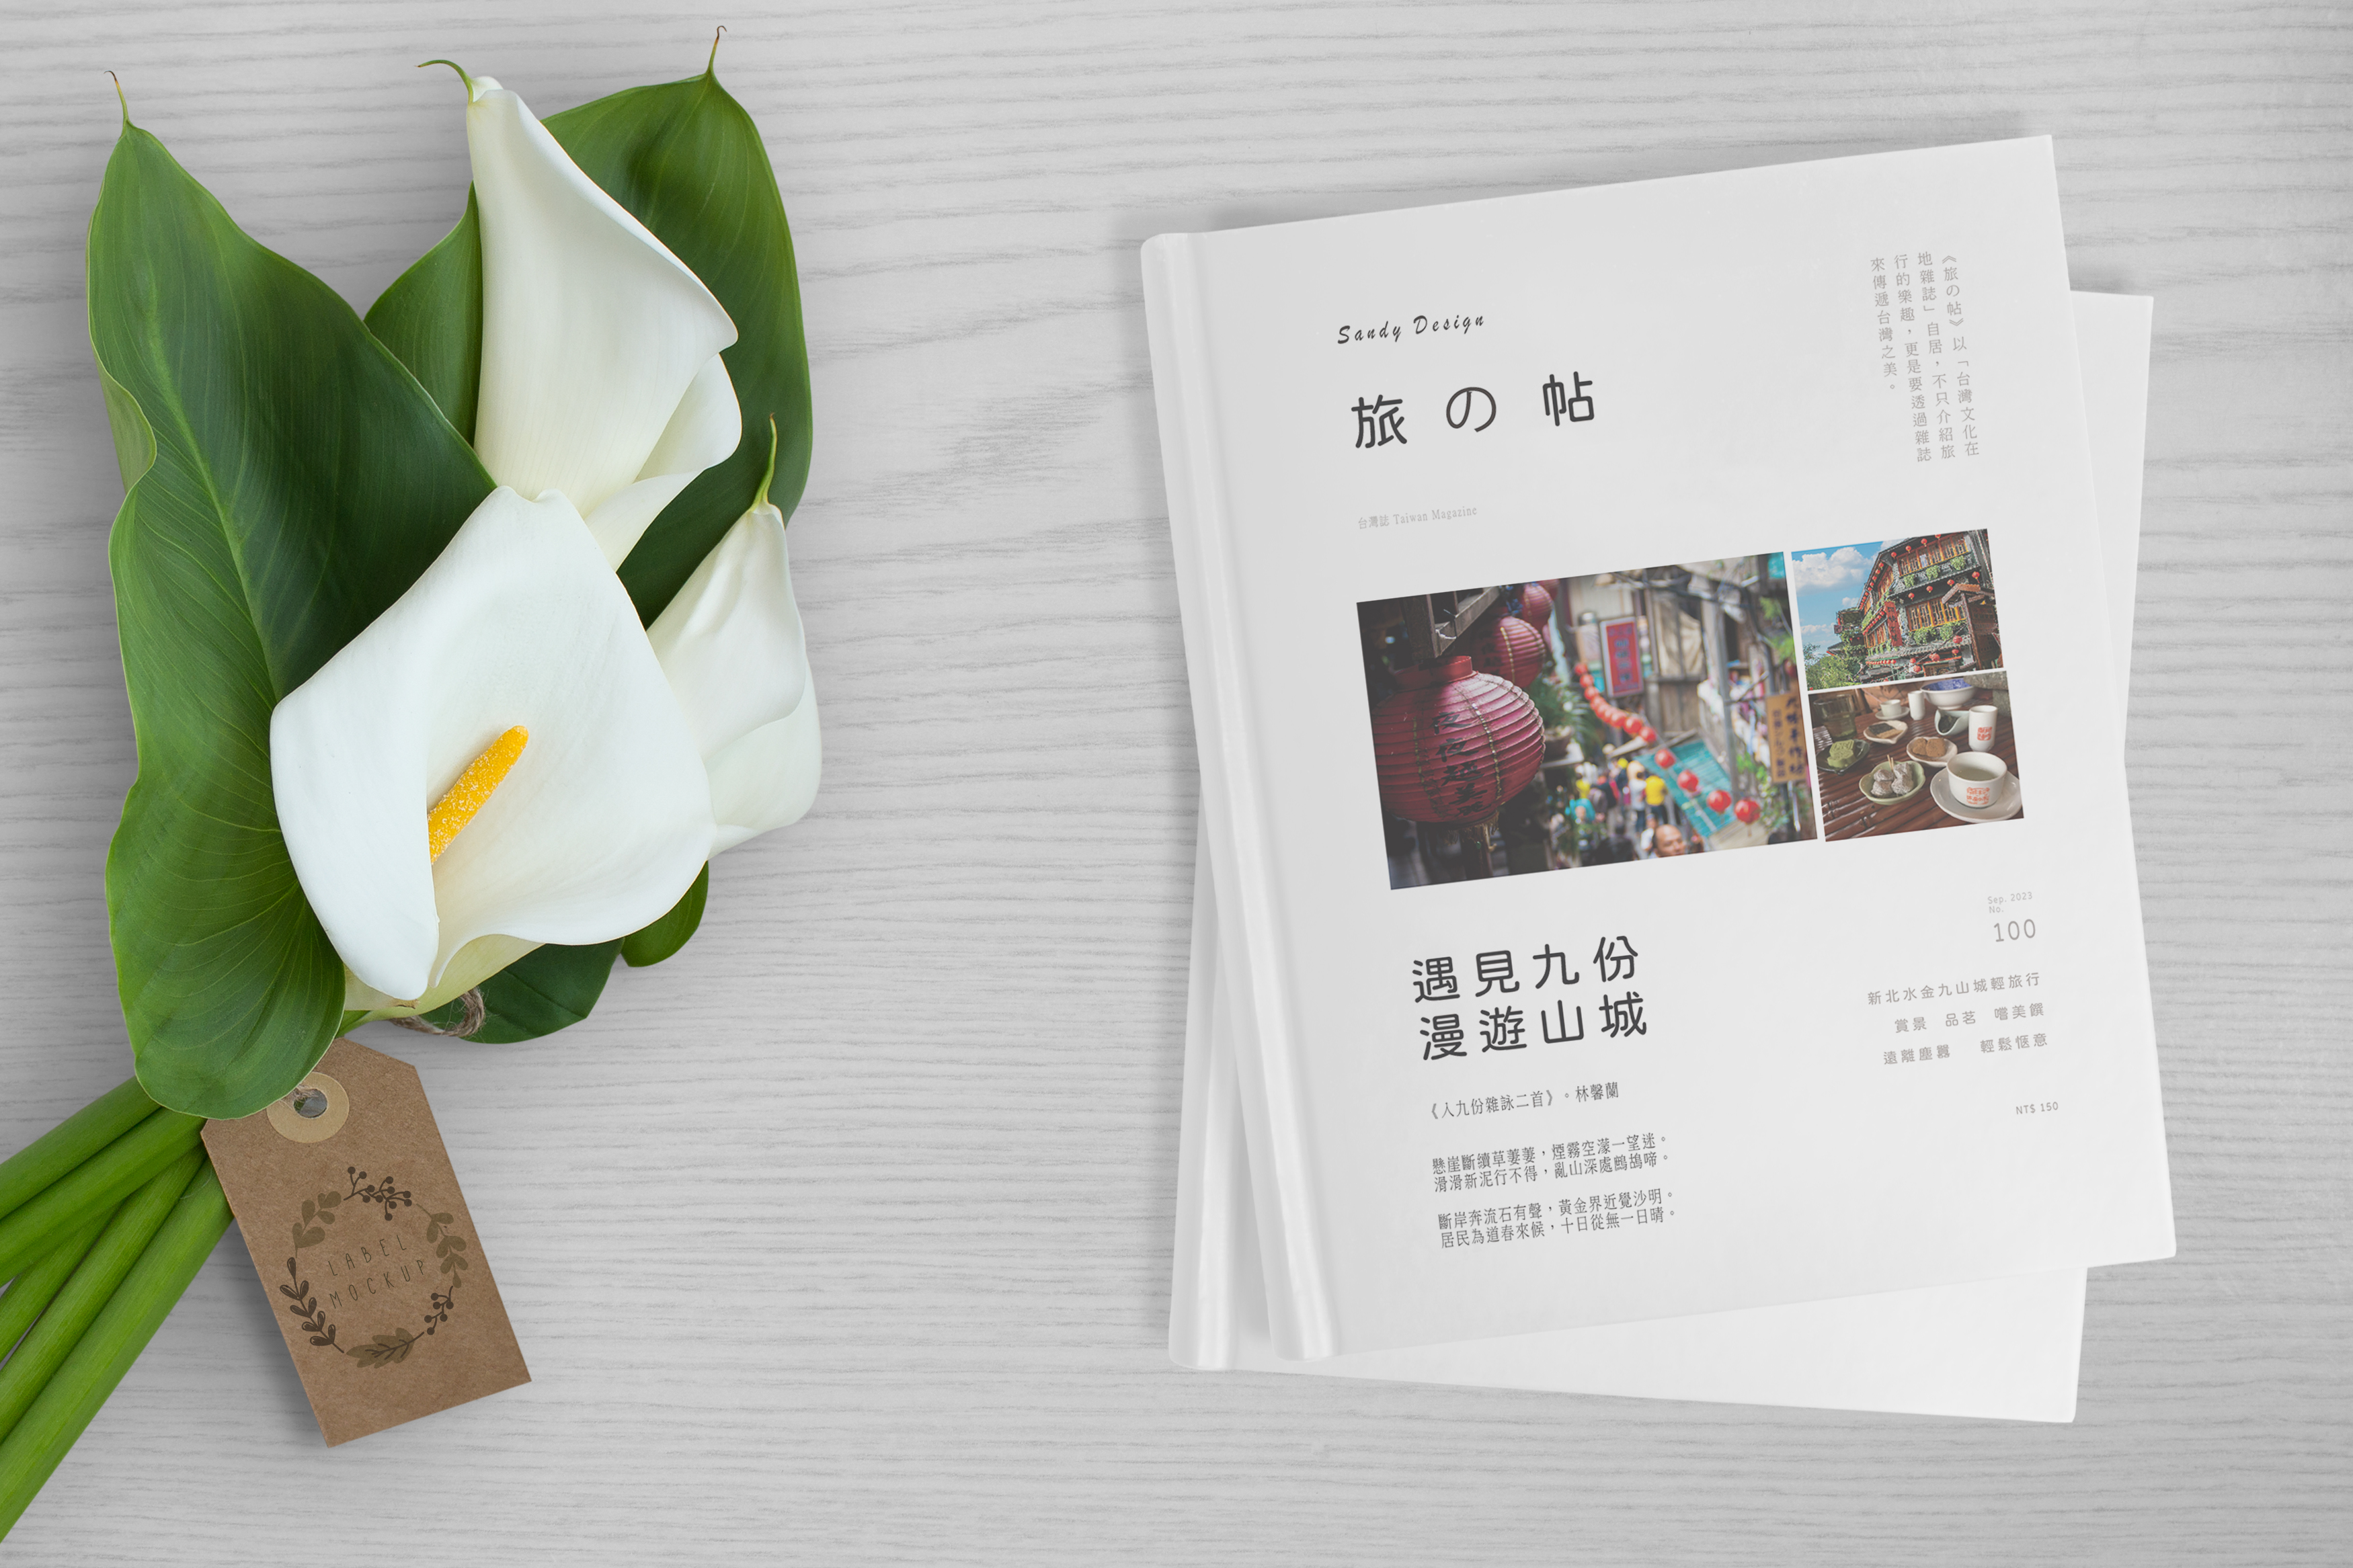 Sandy Design
旅の帖
《旅の帖》以「台灣文化在
地雜誌」自居，不只介紹旅
行的樂趣，更是要透過雜誌
來傳遞台灣之美。
台灣誌 Taiwan Magazine
Sep. 2023
No.
100
遇見九份
漫遊山城
新北水金九山城輕旅行
賞景 品茗 嚐美饌
遠離塵囂 輕鬆愜意
NT$ 150
《入九份雜詠二首》。林馨蘭
懸崖斷續草萋萋，煙霧空濛一望迷。
滑滑新泥行不得，亂山深處鷓鴣啼。
斷岸奔流石有聲，黃金界近覺沙明。
居民為道春來候，十日從無一日晴。
LABEL
MOCKUP